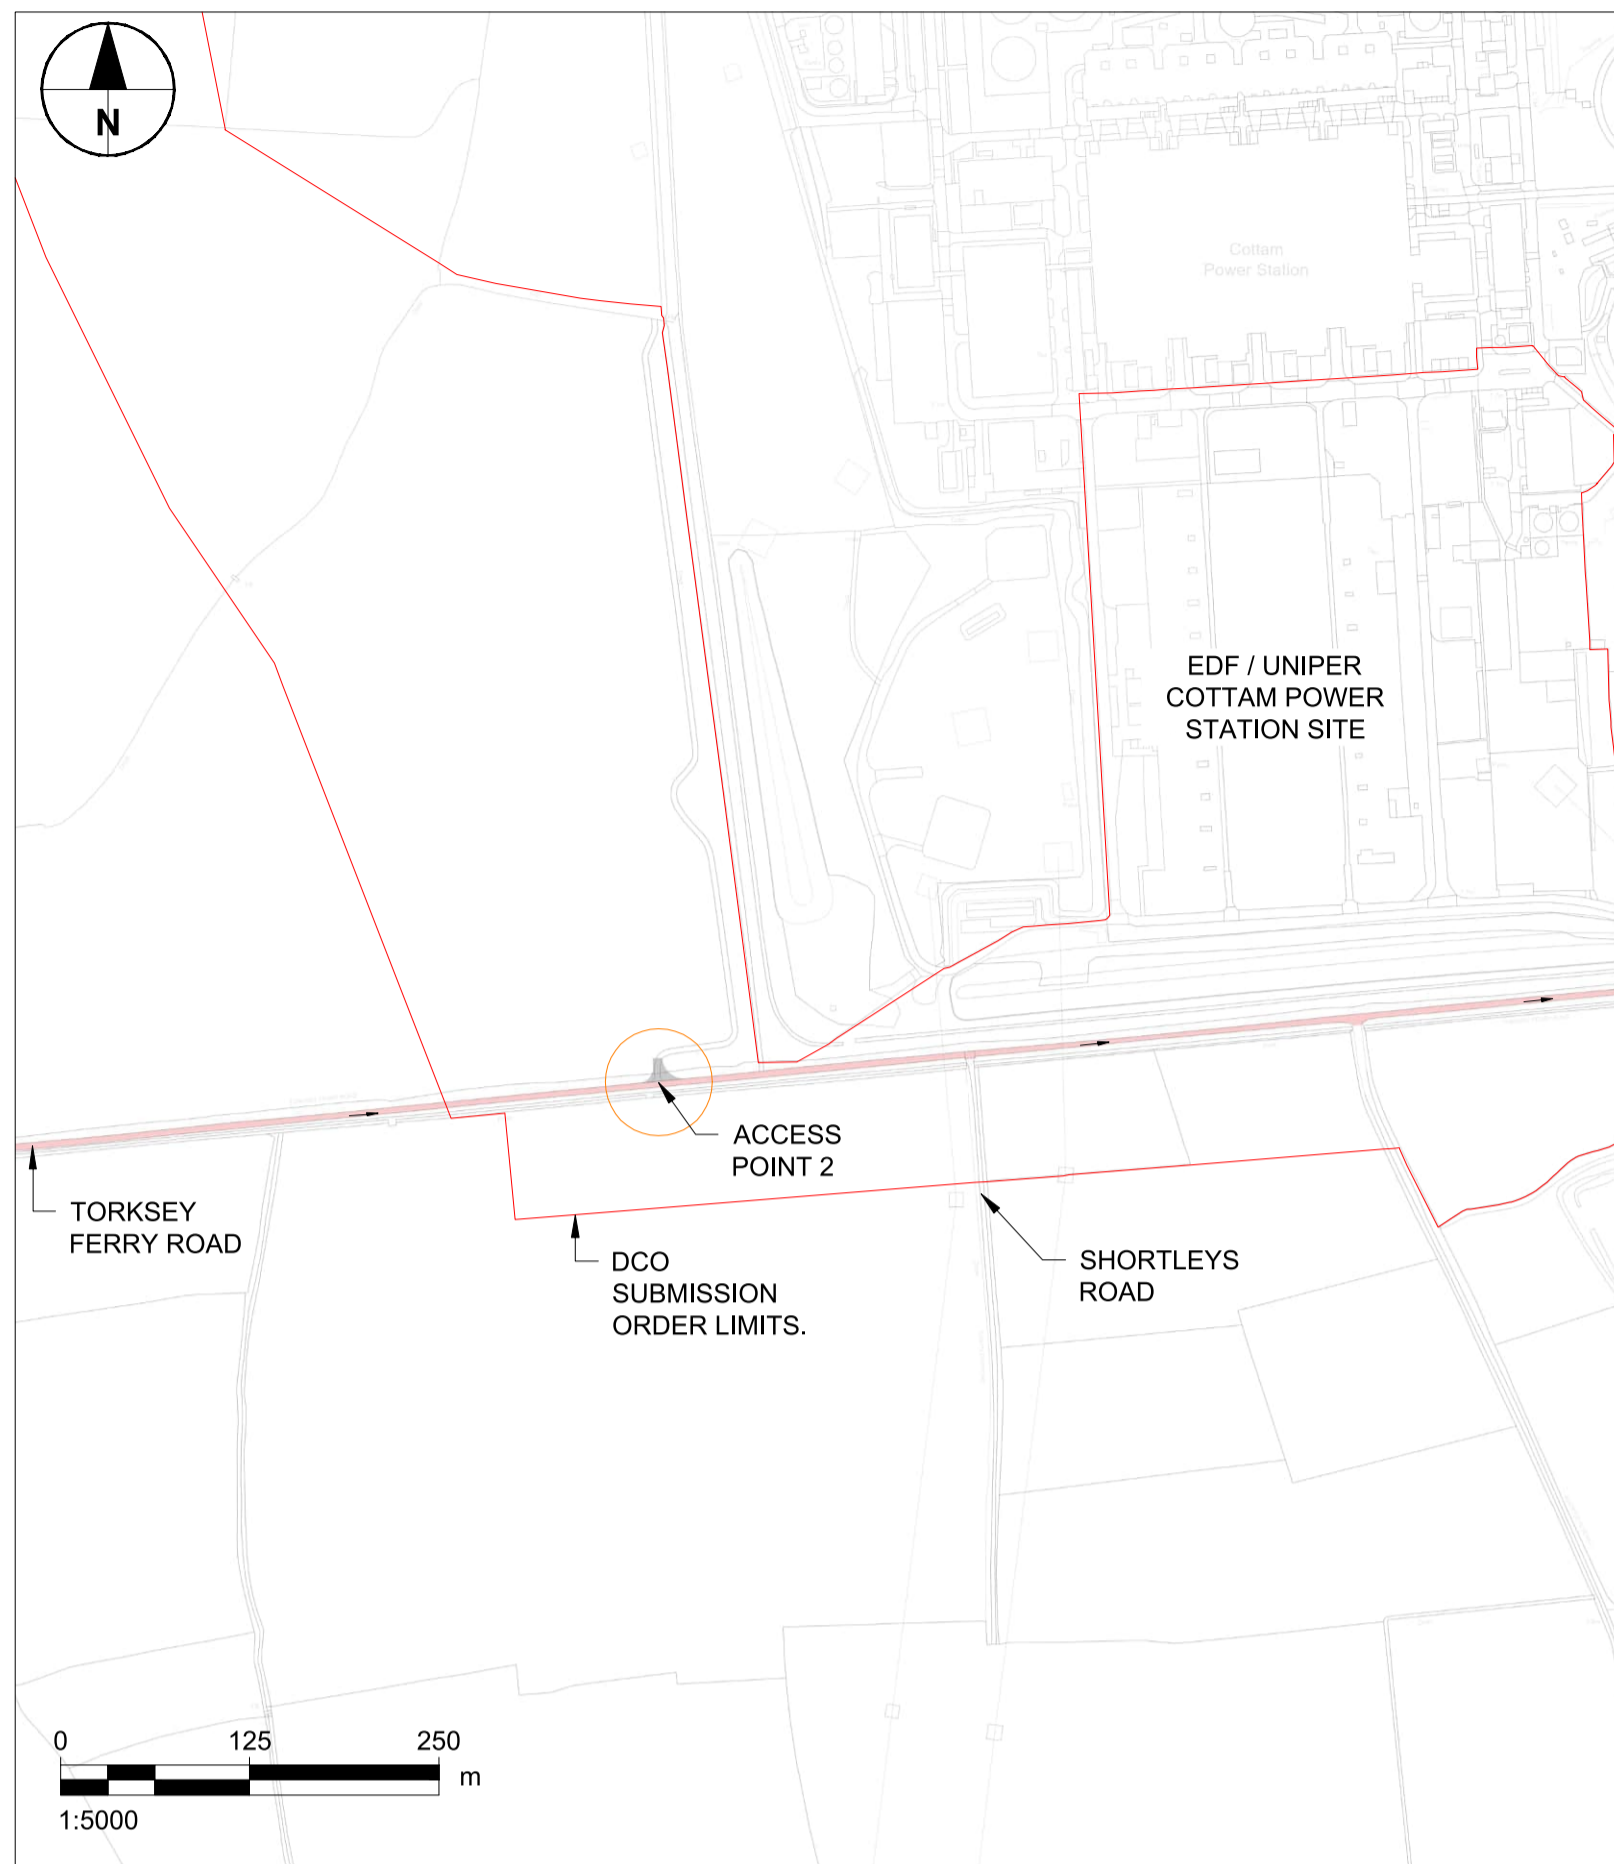 N
Cottam
Power Station
EDF / UNIPER
COTTAM POWER
STATION SITE
ACCESS
POINT 2
TORKSEY
FERRY ROAD
DCO
SUBMISSION
ORDER LIMITS.
SHORTLEYS
ROAD
0 125 250
m
1:5000